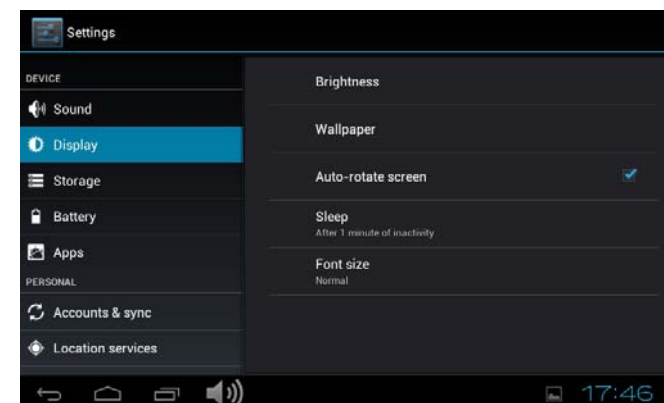 Settings
DEVICE
Sound
Display
Storage
Battery
Apps
PERSONAL
Accounts & sync
Location services
Brightness
Wallpaper
Auto-rotate screen
Sleep
After 1 minute of inactivity
Font size
Normal
17:46